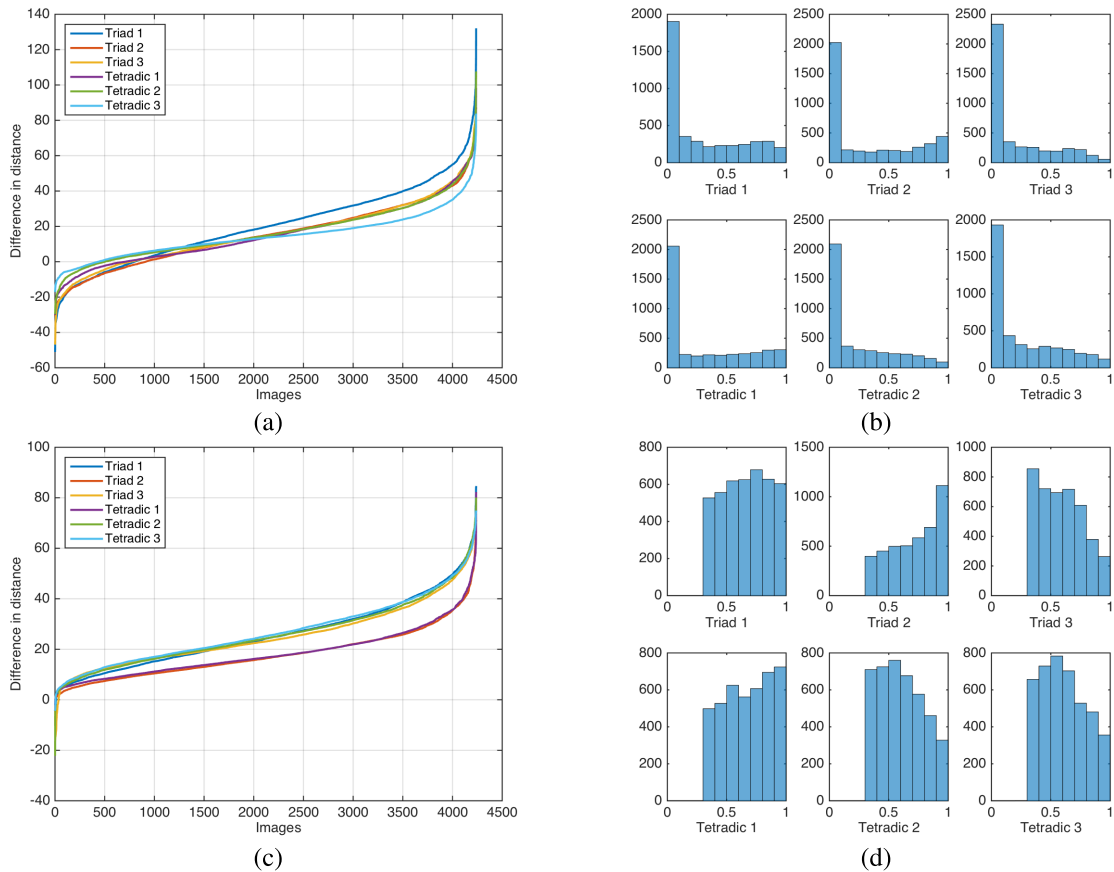 140
120
100
80
60
40
20
0
-20
-40
-60
Difference in distance
Triad 1
Triad 2
Triad 3
Tetradic 1
Tetradic 2
Tetradic 3
0 500 1000 1500 2000 2500 3000 3500 4000 4500
Images
(a)
2000
1500
1000
500
0
0 0.5 1
Triad 1
2500
2000
1500
1000
500
0
0 0.5 1
Triad 2
2500
2000
1500
1000
500
0
0 0.5 1
Triad 3
2500
2000
1500
1000
500
0
0 0.5 1
Tetradic 1
2500
2000
1500
1000
500
0
0 0.5 1
Tetradic 2
2000
1500
1000
500
0
0 0.5 1
Tetradic 3
(b)
100
80
60
40
20
0
-20
-40
Difference in distance
Triad 1
Triad 2
Triad 3
Tetradic 1
Tetradic 2
Tetradic 3
0 500 1000 1500 2000 2500 3000 3500 4000 4500
Images
(c)
800
600
400
200
0
0 0.5 1
Triad 1
1500
1000
500
0
0 0.5 1
Triad 2
1000
800
600
400
200
0
0 0.5 1
Triad 3
800
600
400
200
0
0 0.5 1
Tetradic 1
800
600
400
200
0
0 0.5 1
Tetradic 2
800
600
400
200
0
0 0.5 1
Tetradic 3
(d)